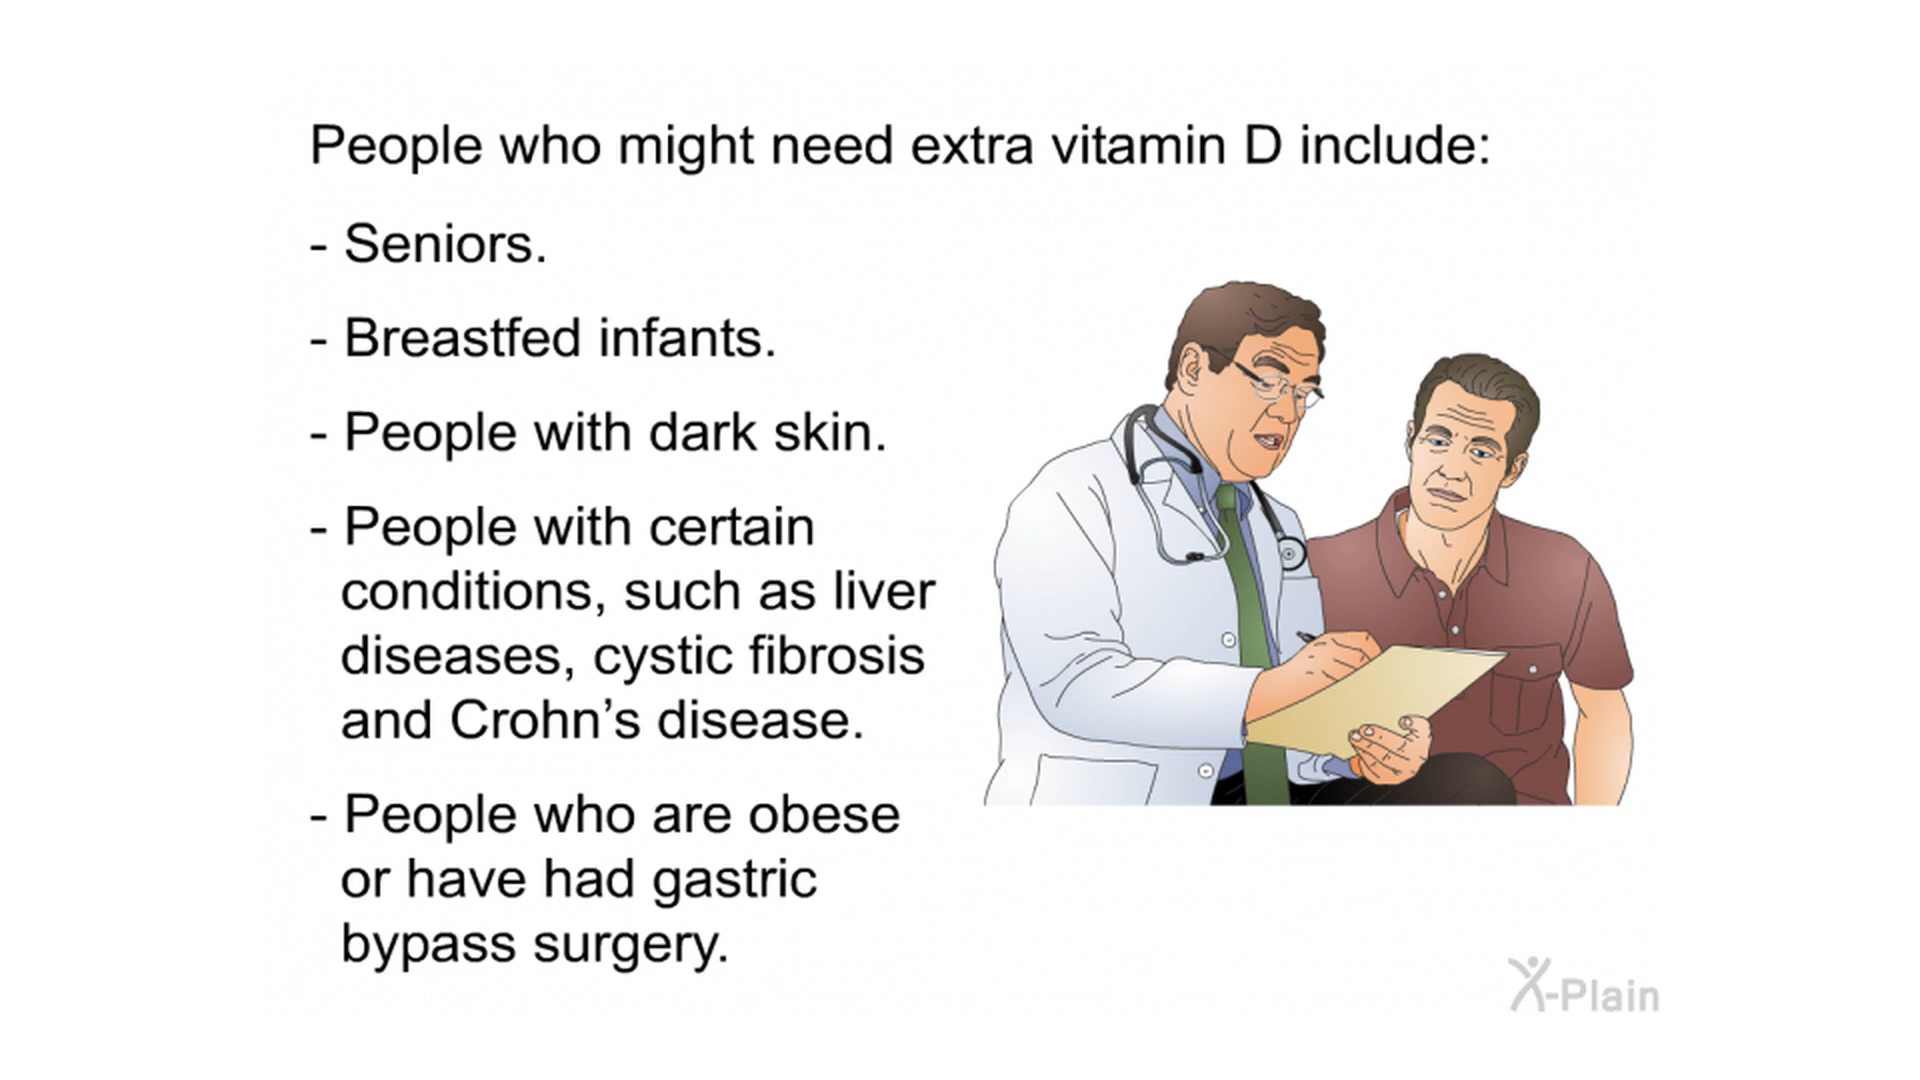 People who might need extra vitamin D include:
- Seniors.
- Breastfed infants.
- People with dark skin.
- People with certain
conditions, such as liver
diseases, cystic fibrosis
and Crohn’s disease.
- People who are obese
or have had gastric
bypass surgery.
X-Plain